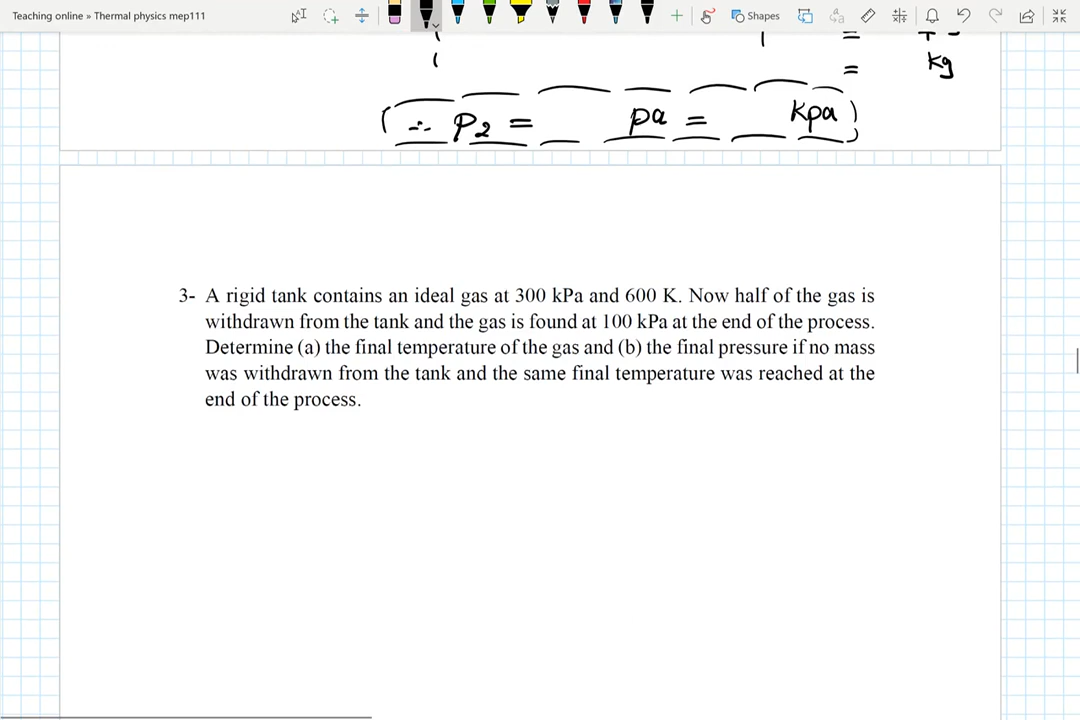 Teaching online » Thermal physics mep111
Shapes
=
= kg
( ∴ P2 = pa = kpa )
3- A rigid tank contains an ideal gas at 300 kPa and 600 K. Now half of the gas is
withdrawn from the tank and the gas is found at 100 kPa at the end of the process.
Determine (a) the final temperature of the gas and (b) the final pressure if no mass
was withdrawn from the tank and the same final temperature was reached at the
end of the process.